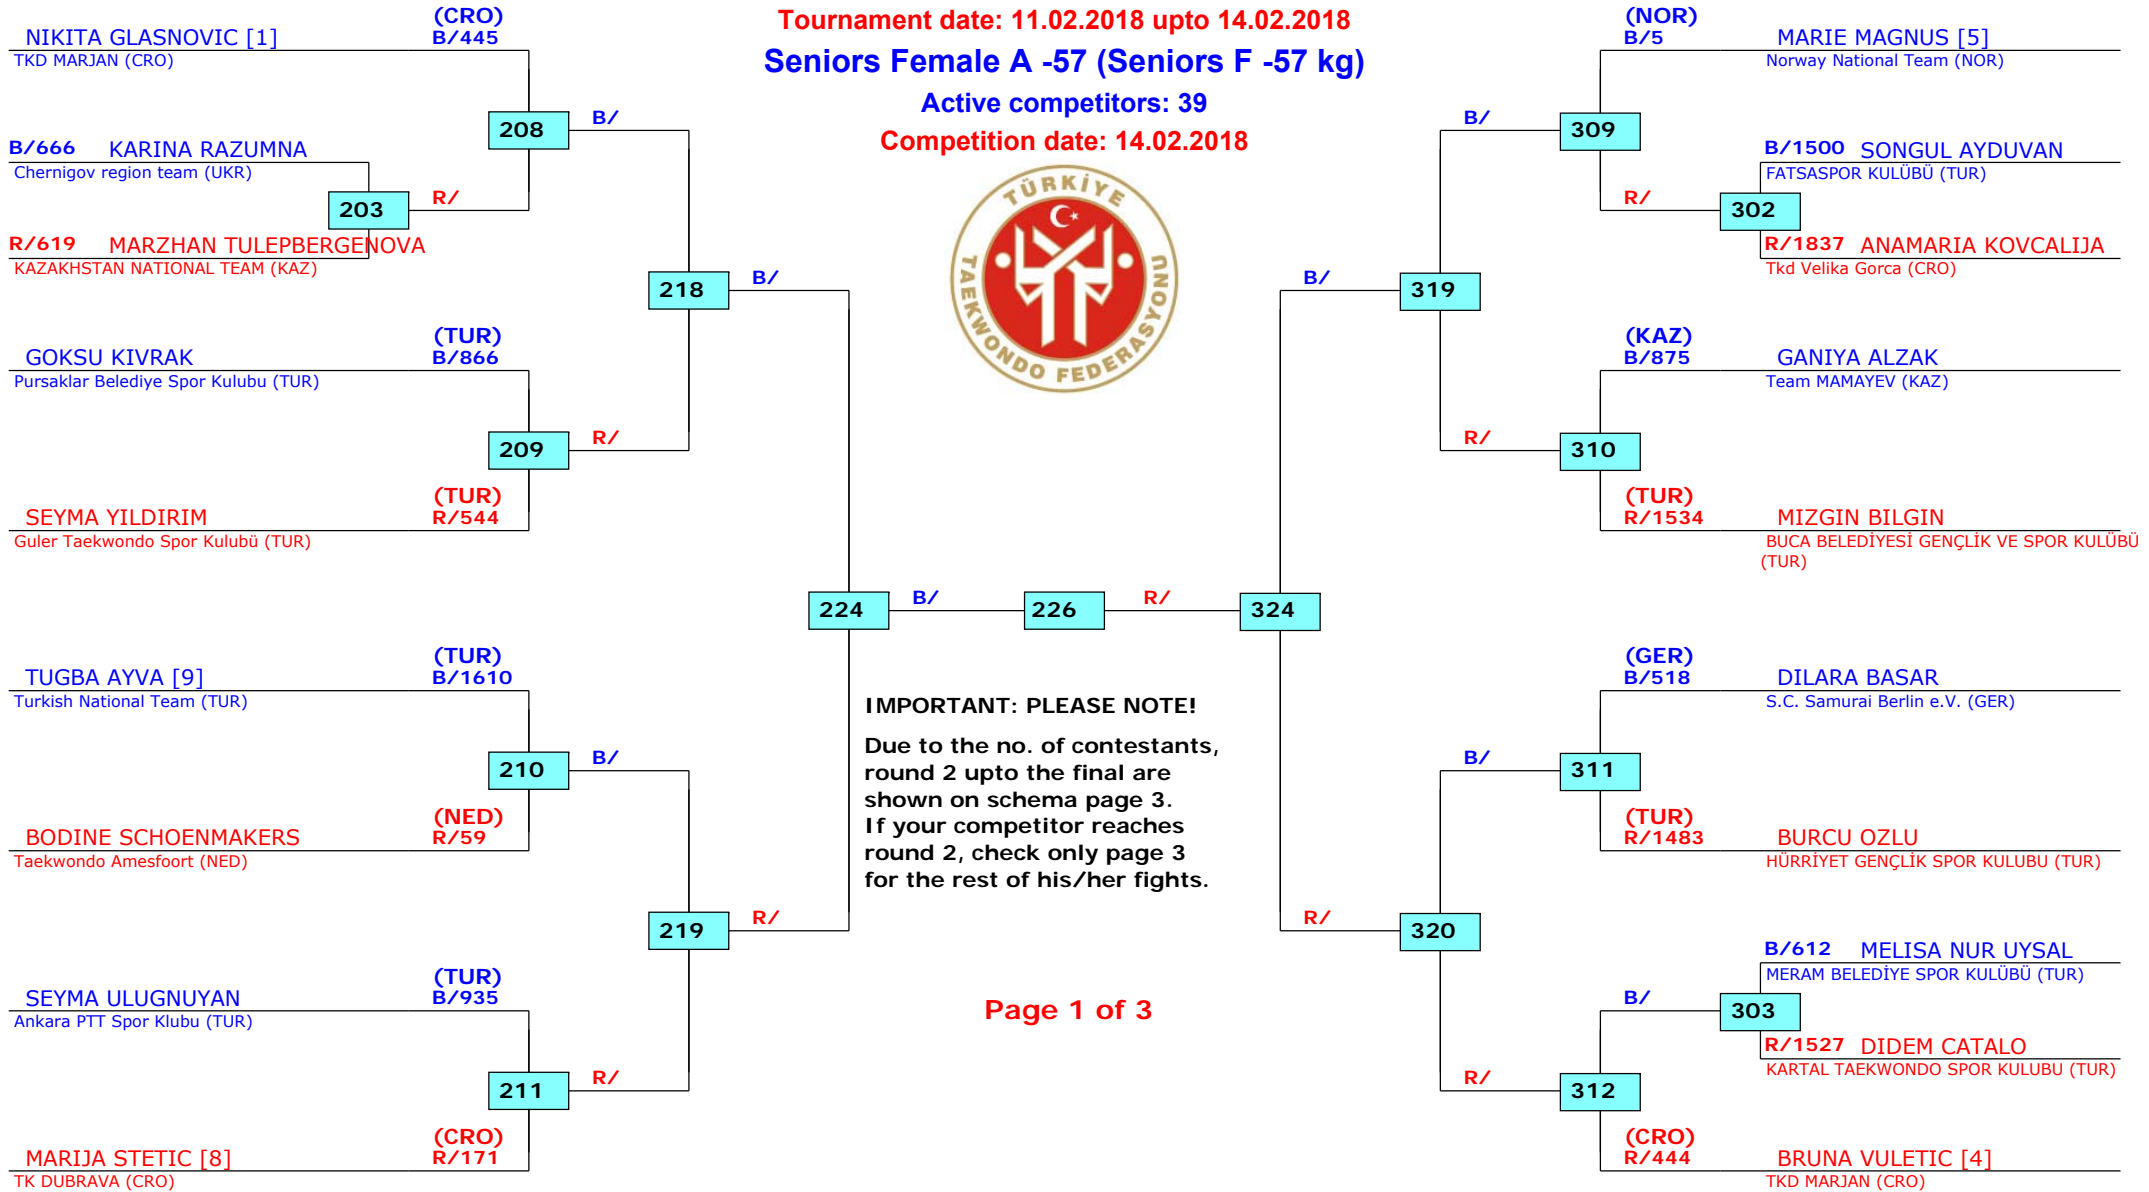 Tournament date: 11.02.2018 upto 14.02.2018
Seniors Female A -57 (Seniors F -57 kg)
Active competitors: 39
Competition date: 14.02.2018
TÜRKİYE
TAEKWONDO FEDERASYONU
(CRO)
NIKITA GLASNOVIC [1] B/445
TKD MARJAN (CRO)
208
B/
B/666 KARINA RAZUMNA
Chernigov region team (UKR)
203
R/
R/619 MARZHAN TULEPBERGENOVA
KAZAKHSTAN NATIONAL TEAM (KAZ)
218
B/
(TUR)
GOKSU KIVRAK B/866
Pursaklar Belediye Spor Kulubu (TUR)
209
R/
(TUR)
SEYMA YILDIRIM R/544
Guler Taekwondo Spor Kulubü (TUR)
224
B/
226
R/
324
(TUR)
TUGBA AYVA [9] B/1610
Turkish National Team (TUR)
210
B/
(NED)
BODINE SCHOENMAKERS R/59
Taekwondo Amesfoort (NED)
219
R/
(TUR)
SEYMA ULUGNUYAN B/935
Ankara PTT Spor Klubu (TUR)
211
R/
(CRO)
MARIJA STETIC [8] R/171
TK DUBRAVA (CRO)
IMPORTANT: PLEASE NOTE!
Due to the no. of contestants,
round 2 upto the final are
shown on schema page 3.
If your competitor reaches
round 2, check only page 3
for the rest of his/her fights.
Page 1 of 3
(NOR)
B/5 MARIE MAGNUS [5]
Norway National Team (NOR)
B/
309
B/1500 SONGUL AYDUVAN
FATSASPOR KULÜBÜ (TUR)
R/
302
R/1837 ANAMARIA KOVCALIJA
Tkd Velika Gorca (CRO)
B/
319
(KAZ)
B/875 GANIYA ALZAK
Team MAMAYEV (KAZ)
R/
310
(TUR)
R/1534 MIZGIN BILGIN
BUCA BELEDİYESİ GENÇLİK VE SPOR KULÜBÜ
(TUR)
(GER)
B/518 DILARA BASAR
S.C. Samurai Berlin e.V. (GER)
B/
311
(TUR)
R/1483 BURCU OZLU
HÜRRİYET GENÇLİK SPOR KULUBU (TUR)
R/
320
B/612 MELISA NUR UYSAL
MERAM BELEDİYE SPOR KULÜBÜ (TUR)
B/
303
R/1527 DIDEM CATALO
KARTAL TAEKWONDO SPOR KULUBU (TUR)
R/
312
(CRO)
R/444 BRUNA VULETIC [4]
TKD MARJAN (CRO)